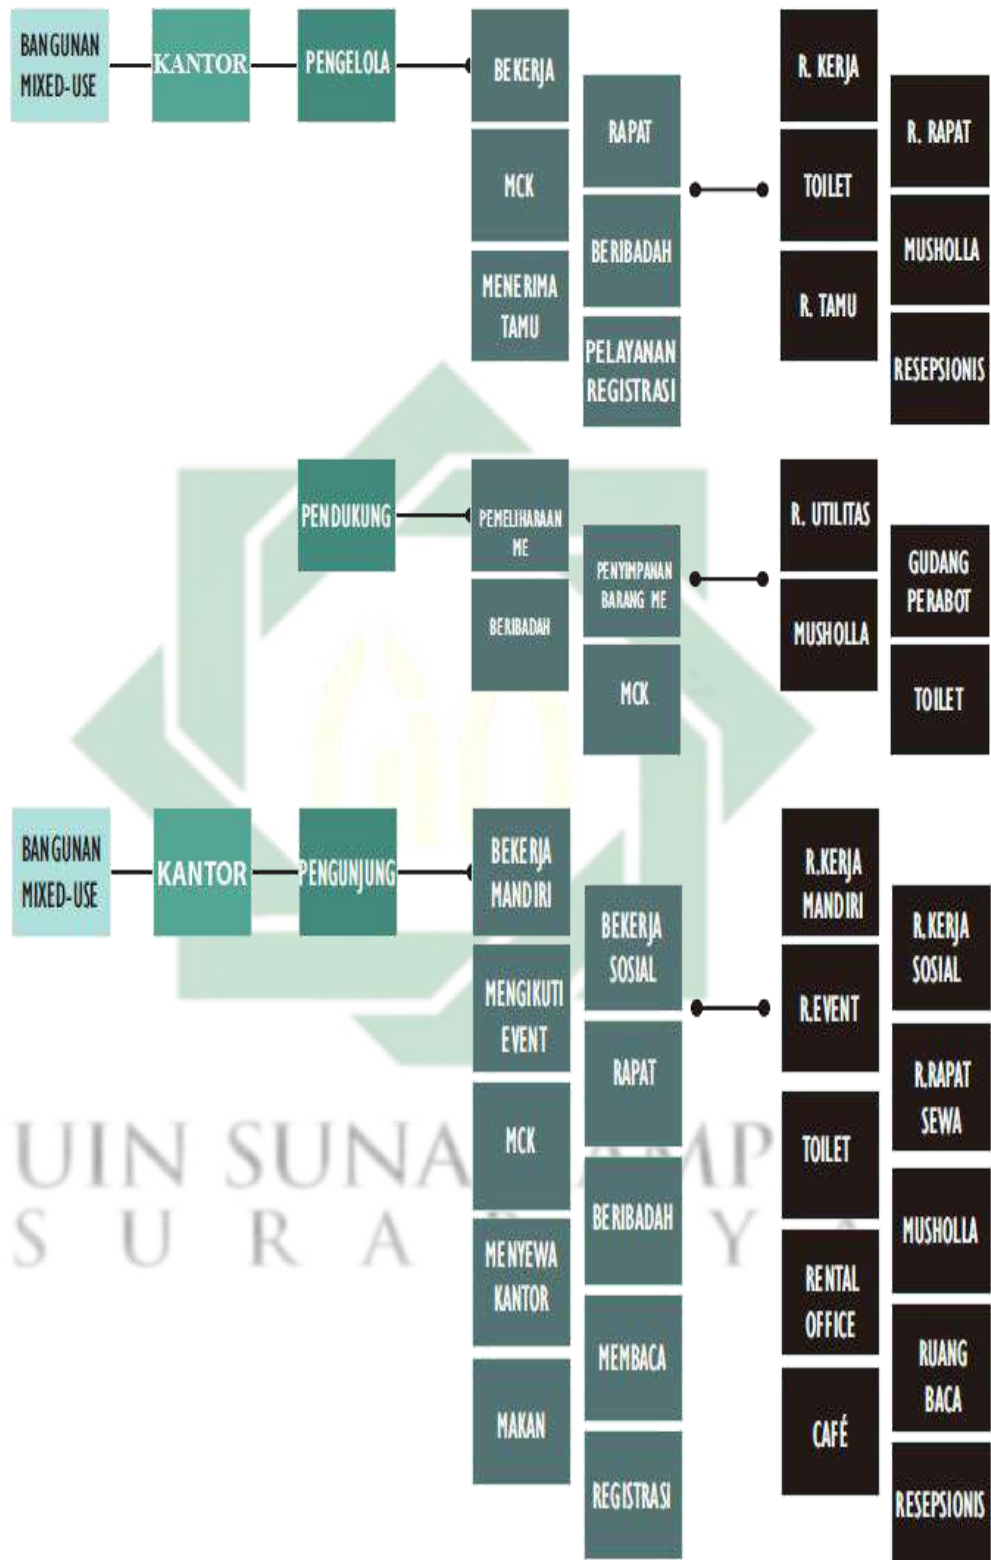 BANGUNAN
MIXED-USE
KANTOR
PENGELOLA
BEKERJA
RAPAT
MCK
BERIBADAH
MENERIMA
TAMU
PELAYANAN
REGISTRASI
R. KERJA
R. RAPAT
TOILET
MUSHOLLA
R. TAMU
RESEPSIONIS
PENDUKUNG
PEMELIHARAAN
ME
PENYIMPANAN
BARANG ME
BERIBADAH
MCK
R. UTILITAS
GUDANG
PERABOT
MUSHOLLA
TOILET
BANGUNAN
MIXED-USE
KANTOR
PENGUNJUNG
BEKERJA
MANDIRI
BEKERJA
SOSIAL
MENGIKUTI
EVENT
RAPAT
MCK
BERIBADAH
MENYEWA
KANTOR
MEMBACA
MAKAN
REGISTRASI
R.KERJA
MANDIRI
R.KERJA
SOSIAL
R.EVENT
R.RAPAT
SEWA
TOILET
MUSHOLLA
RENTAL
OFFICE
RUANG
BACA
CAFÉ
RESEPSIONIS
UIN SUNA AMP
S U R A B Y A